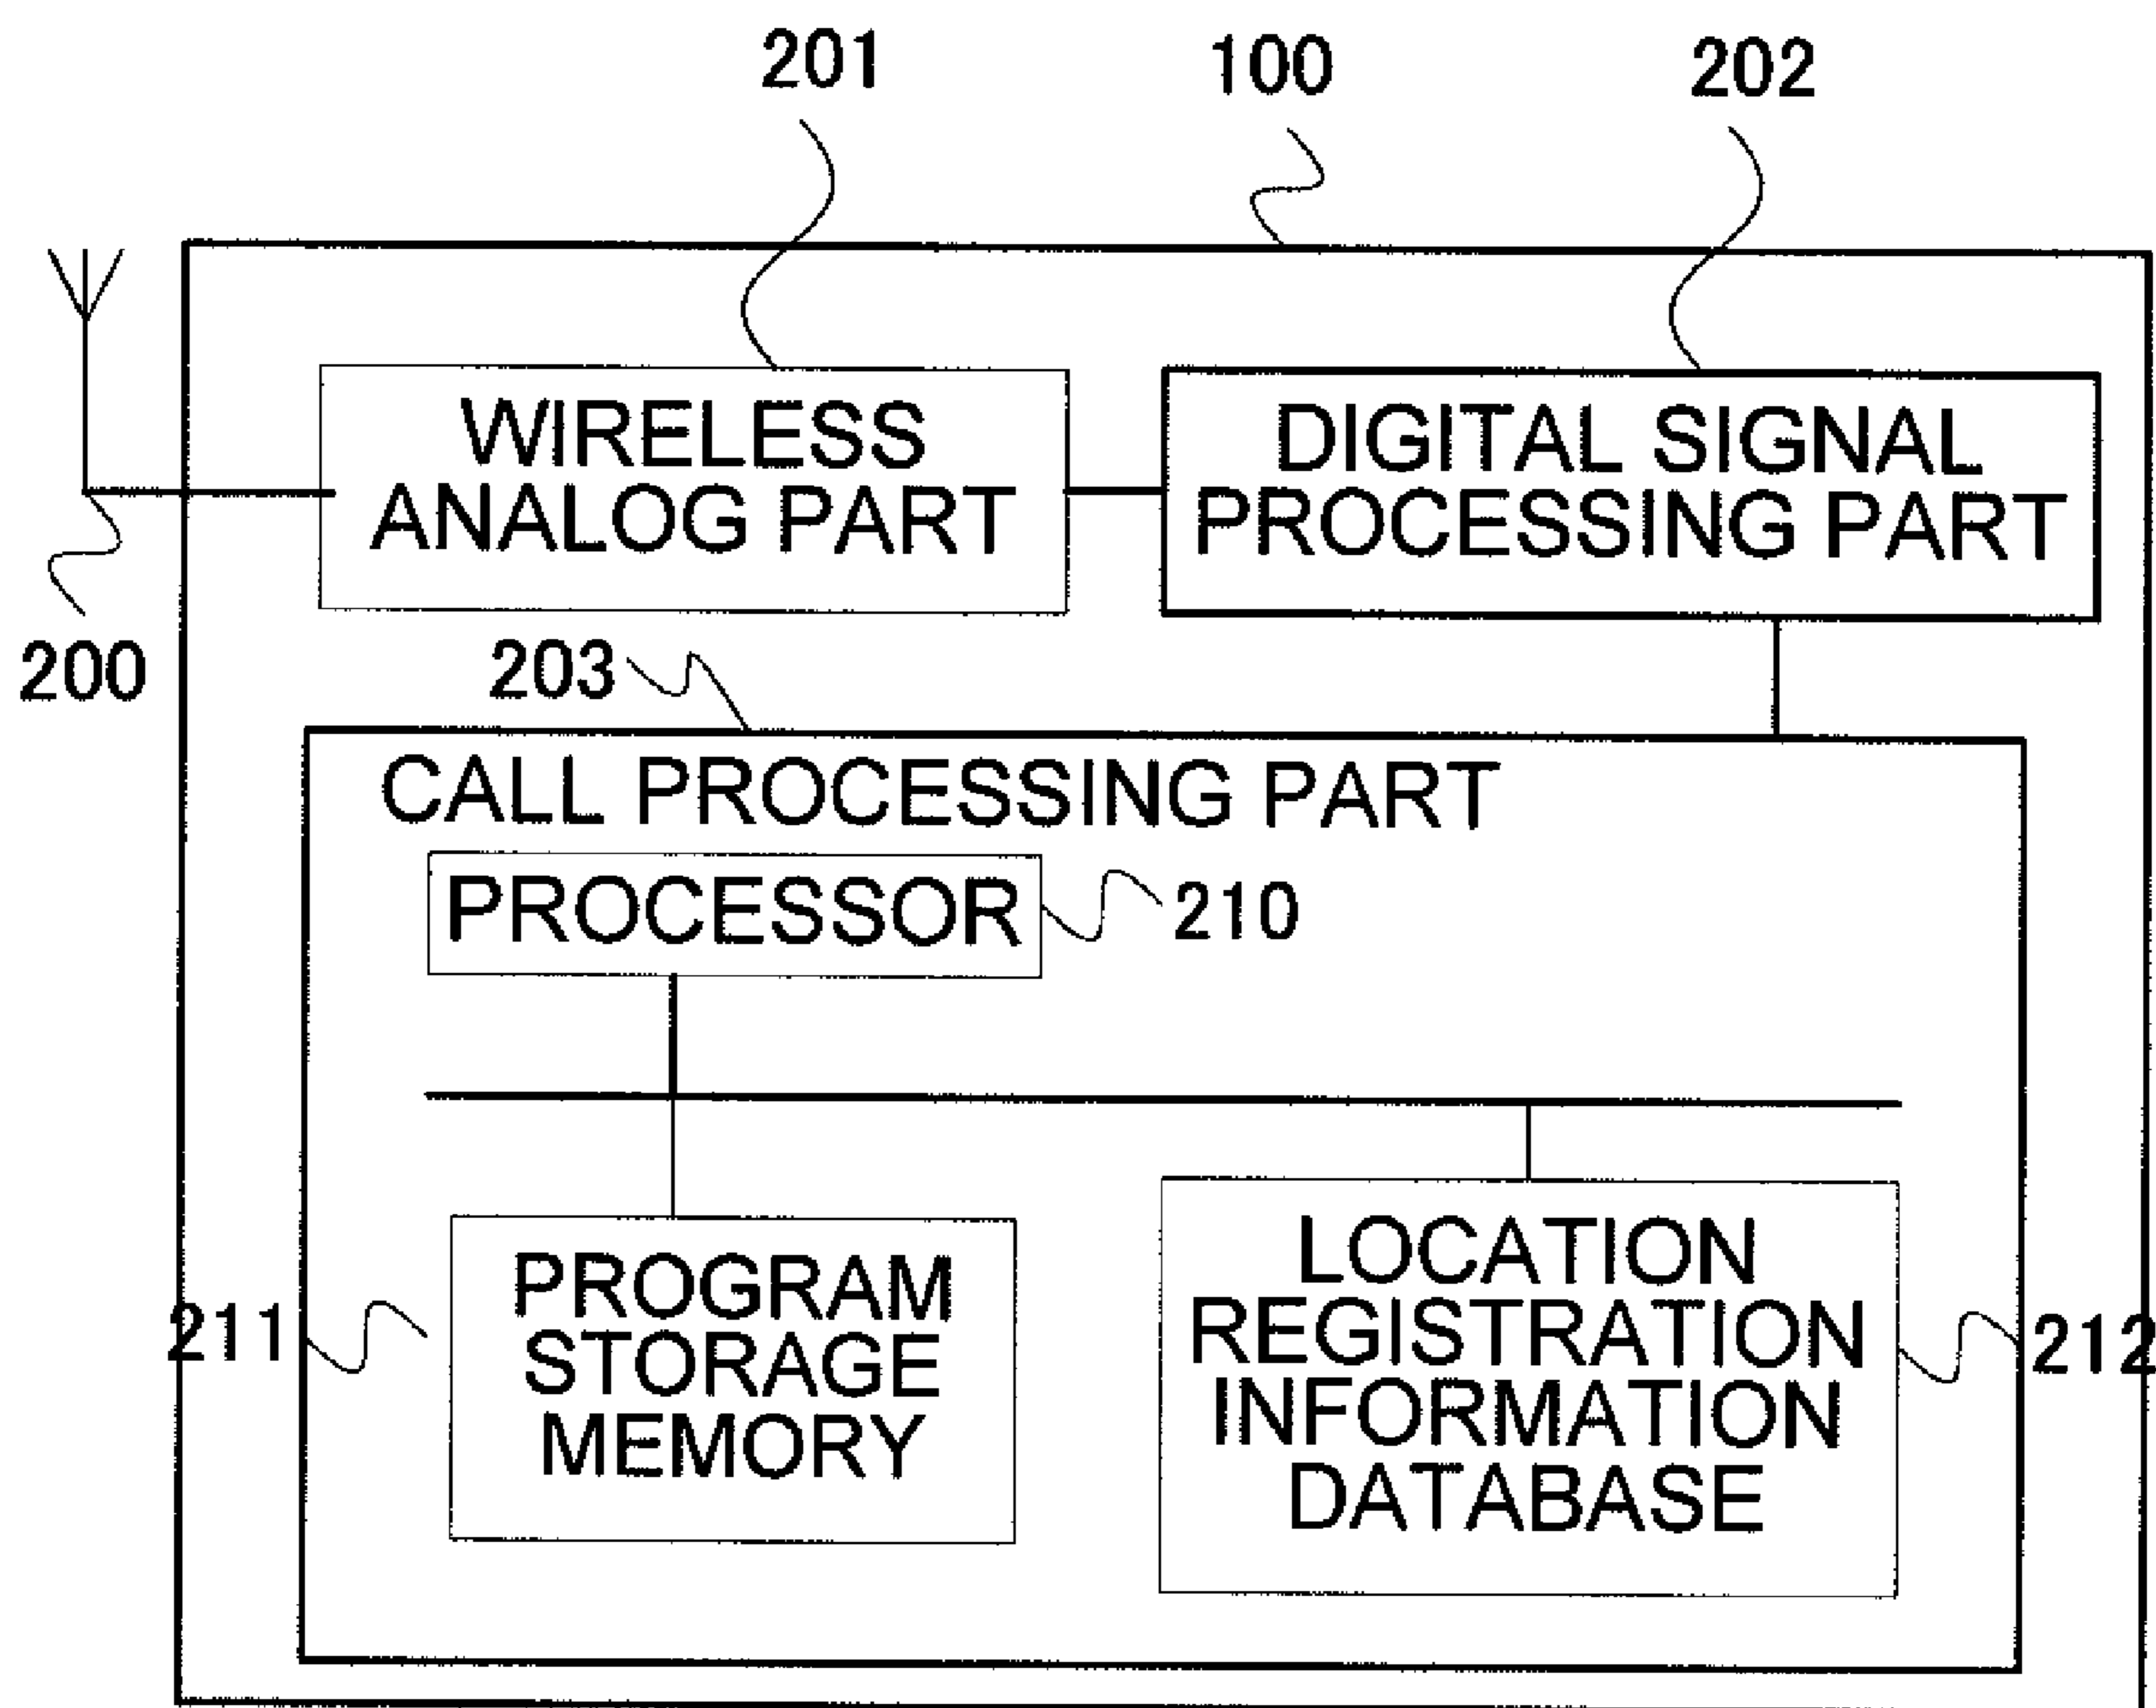 201
100
202
WIRELESS
ANALOG PART
DIGITAL SIGNAL
PROCESSING PART
200
203
CALL PROCESSING PART
PROCESSOR
210
211
PROGRAM
STORAGE
MEMORY
LOCATION
REGISTRATION
INFORMATION
DATABASE
212